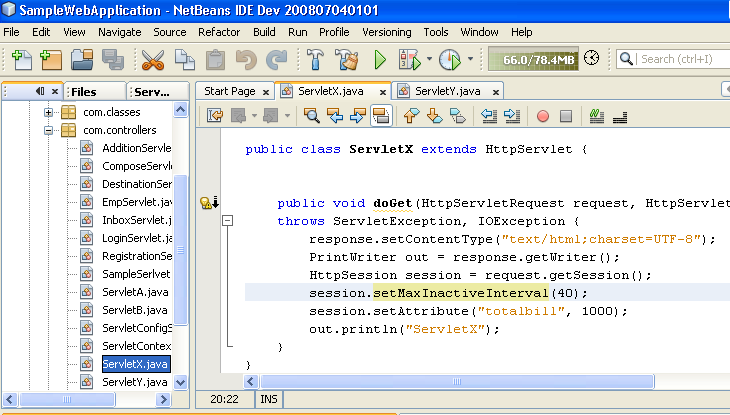 SampleWebApplication - NetBeans IDE Dev 200807040101
File Edit View Navigate Source Refactor Build Run Profile Versioning Tools Window Help
66.0/78.4MB Search (ctrl+I)
Files Serv... Start Page ServletX.java ServletY.java
com.classes
com.controllers
AdditionServle
ComposeServl
DestinationSer
EmpServlet.jav
InboxServlet.j
LoginServlet.j
RegistrationSe
SampleServlet
ServletA.java
ServletB.java
ServletConfigS
ServletContex
ServletX.java
ServletY.java
public class ServletX extends HttpServlet {
public void doGet(HttpServletRequest request, HttpServlet
throws ServletException, IOException {
response.setContentType("text/html;charset=UTF-8");
PrintWriter out = response.getWriter();
HttpSession session = request.getSession();
session.setMaxInactiveInterval(40);
session.setAttribute("totalbill", 1000);
out.println("ServletX");
}
}
20:22 INS